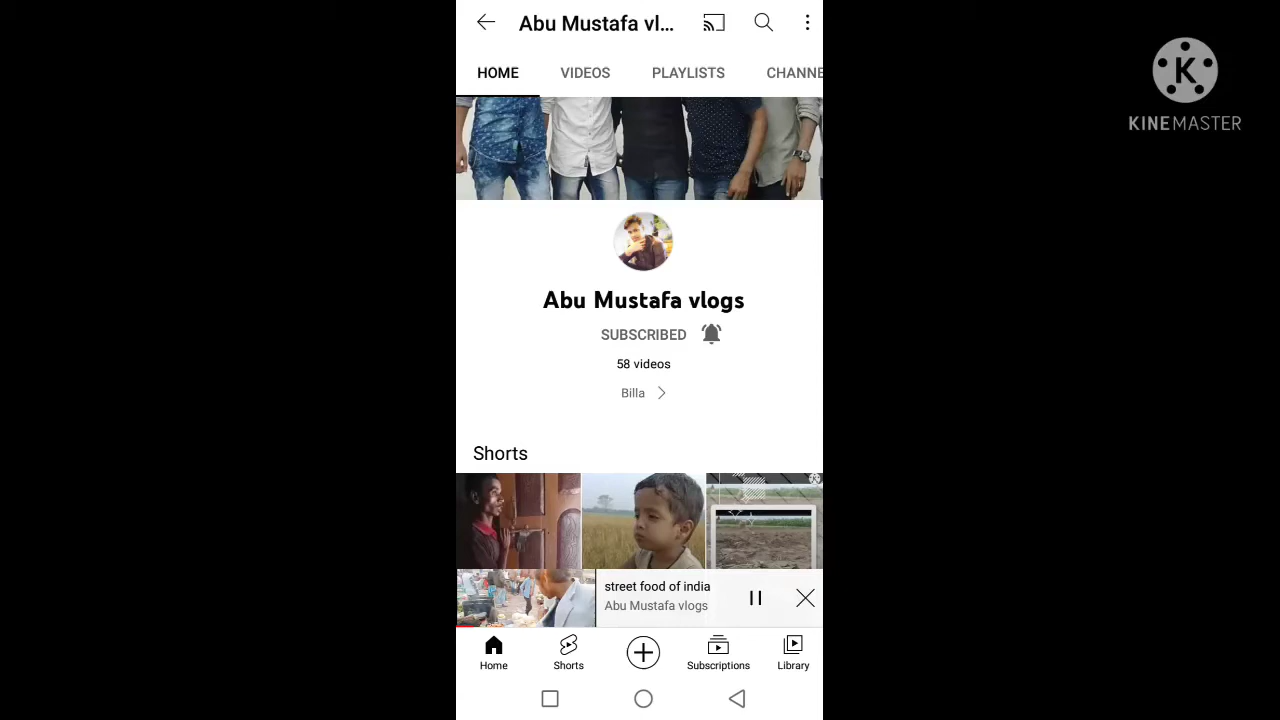 Abu Mustafa vl...
HOME VIDEOS PLAYLISTS CHANNE
KINEMASTER
Abu Mustafa vlogs
SUBSCRIBED
58 videos
Billa
Shorts
street food of india
Abu Mustafa vlogs
Home Shorts Subscriptions Library